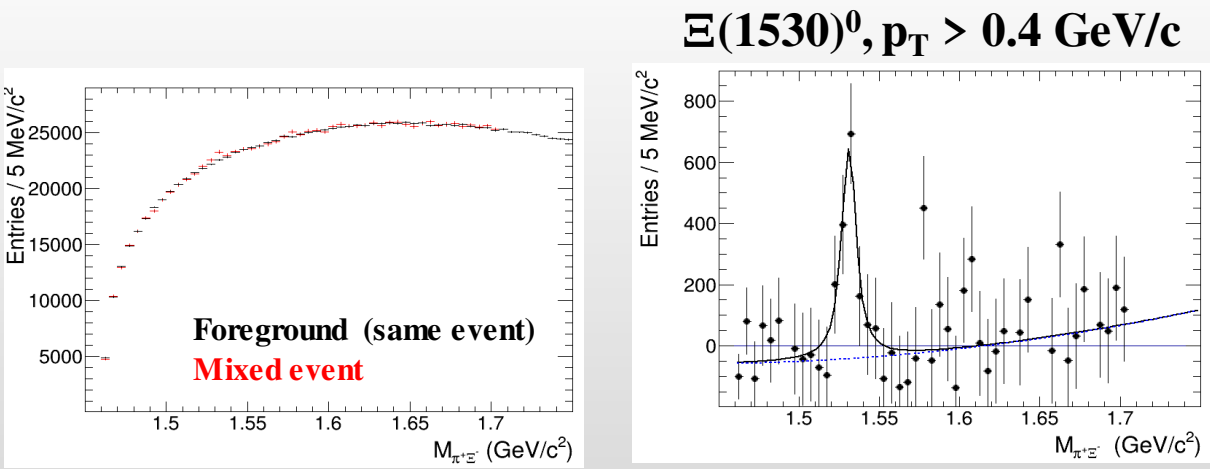 Ξ(1530)⁰, p_T > 0.4 GeV/c
Entries / 5 MeV/c²
25000
20000
15000
10000
5000
Foreground (same event)
Mixed event
1.5 1.55 1.6 1.65 1.7
M_π⁺Ξ⁻ (GeV/c²)
Entries / 5 MeV/c²
800
600
400
200
0
1.5 1.55 1.6 1.65 1.7
M_π⁺Ξ⁻ (GeV/c²)